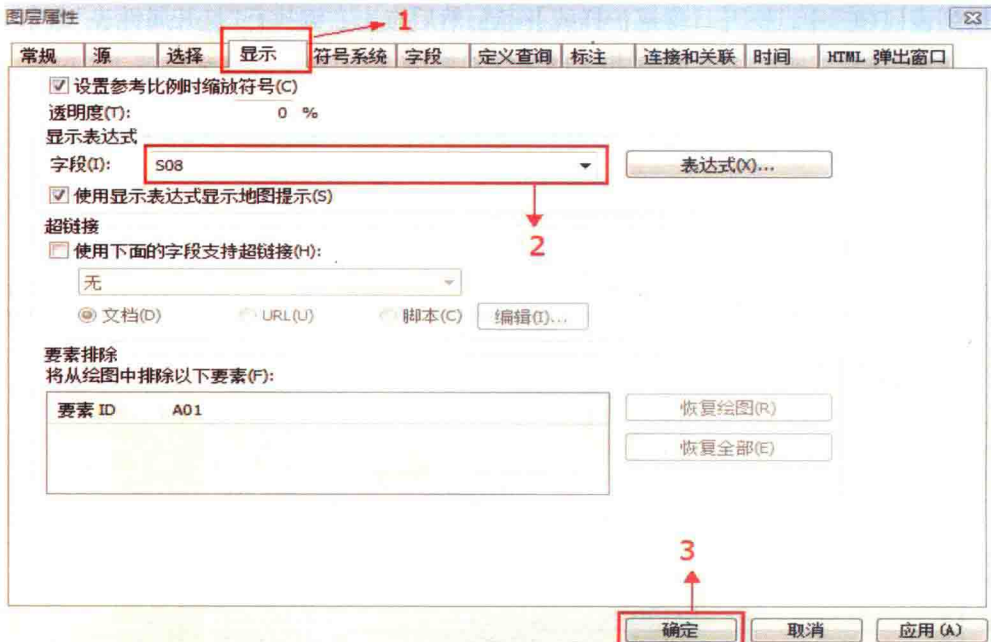 图层属性
1
常规 源 选择 显示 符号系统 字段 定义查询 标注 连接和关联 时间 HTML 弹出窗口
设置参考比例时缩放符号(C)
透明度(T): 0 %
显示表达式
字段(I): S08 表达式(X)...
使用显示表达式显示地图提示(S)
2
超链接
使用下面的字段支持超链接(H):
无
文档(D) URL(U) 脚本(C) 编辑(I)...
要素排除
将从绘图中排除以下要素(F):
要素 ID A01
恢复绘图(R)
恢复全部(E)
3
确定 取消 应用(A)